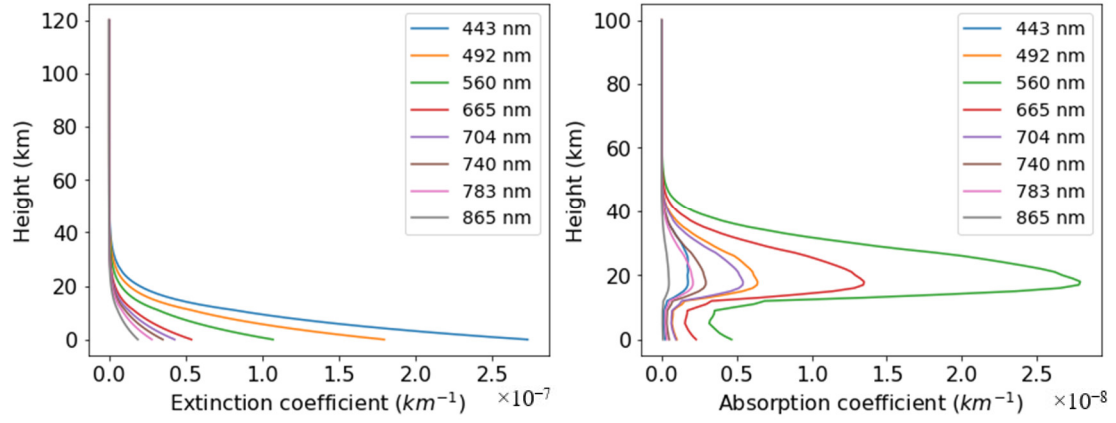 120
100
80
60
40
20
0
Height (km)
443 nm
492 nm
560 nm
665 nm
704 nm
740 nm
783 nm
865 nm
0.0 0.5 1.0 1.5 2.0 2.5
Extinction coefficient (km⁻¹) ×10⁻⁷
100
80
60
40
20
0
Height (km)
443 nm
492 nm
560 nm
665 nm
704 nm
740 nm
783 nm
865 nm
0.0 0.5 1.0 1.5 2.0 2.5
Absorption coefficient (km⁻¹) ×10⁻⁸